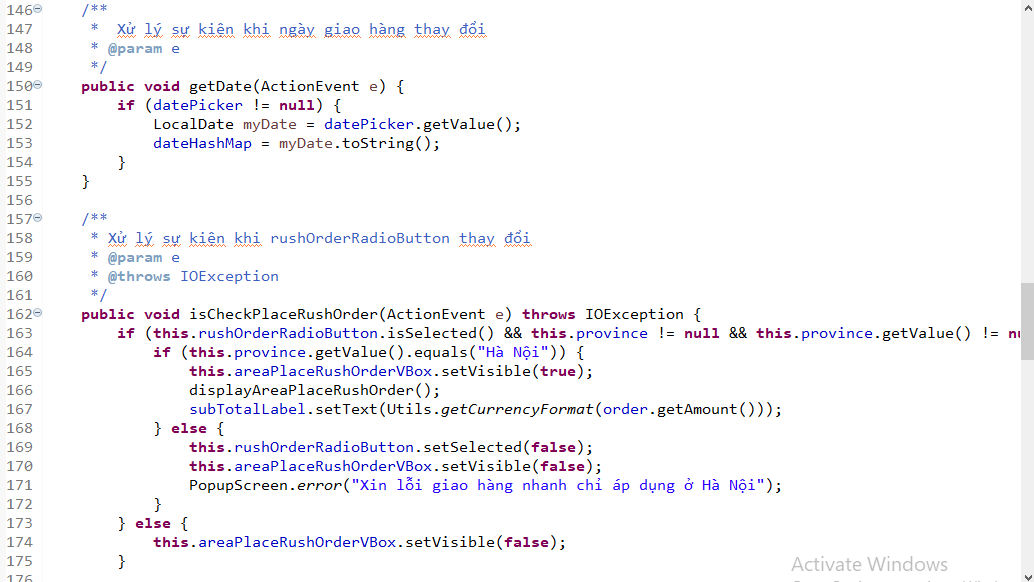 146 /**
147 * Xử lý sự kiện khi ngày giao hàng thay đổi
148 * @param e
149 */
150 public void getDate(ActionEvent e) {
151 if (datePicker != null) {
152 LocalDate myDate = datePicker.getValue();
153 dateHashMap = myDate.toString();
154 }
155 }
156
157 /**
158 * Xử lý sự kiện khi rushOrderRadioButton thay đổi
159 * @param e
160 * @throws IOException
161 */
162 public void isCheckPlaceRushOrder(ActionEvent e) throws IOException {
163 if (this.rushOrderRadioButton.isSelected() && this.province != null && this.province.getValue() != nu
164 if (this.province.getValue().equals("Hà Nội")) {
165 this.areaPlaceRushOrderVBox.setVisible(true);
166 displayAreaPlaceRushOrder();
167 subTotalLabel.setText(Utils.getCurrencyFormat(order.getAmount()));
168 } else {
169 this.rushOrderRadioButton.setSelected(false);
170 this.areaPlaceRushOrderVBox.setVisible(false);
171 PopupScreen.error("Xin lỗi giao hàng nhanh chỉ áp dụng ở Hà Nội");
172 }
173 } else {
174 this.areaPlaceRushOrderVBox.setVisible(false);
175 }
176
Activate Windows